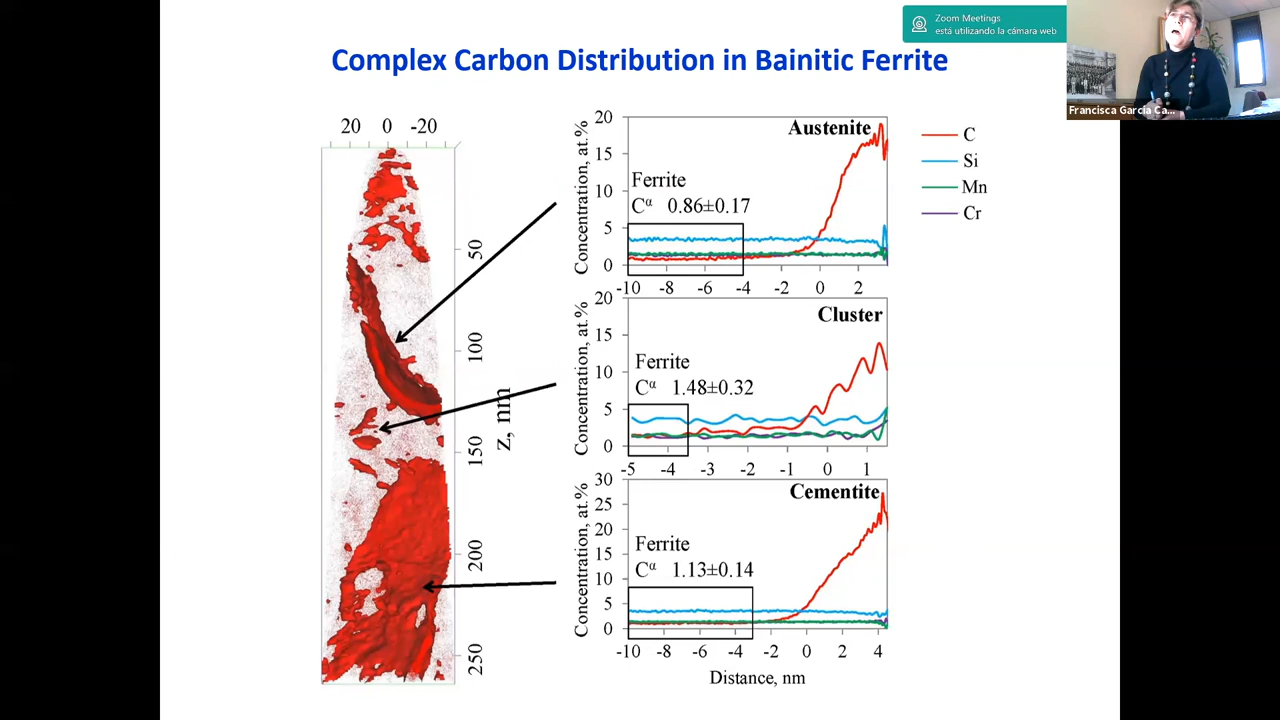 Zoom Meetings
está utilizando la cámara web
Francisca García Ca...
Complex Carbon Distribution in Bainitic Ferrite
20 0 -20
50
100
150
200
250
z, nm
Concentration, at.%
20
15
10
5
0
Austenite
Ferrite
Cα 0.86±0.17
-10 -8 -6 -4 -2 0 2
C
Si
Mn
Cr
Concentration, at.%
20
15
10
5
0
Cluster
Ferrite
Cα 1.48±0.32
-5 -4 -3 -2 -1 0 1
Concentration, at.%
30
25
20
15
10
5
0
Cementite
Ferrite
Cα 1.13±0.14
-10 -8 -6 -4 -2 0 2 4
Distance, nm